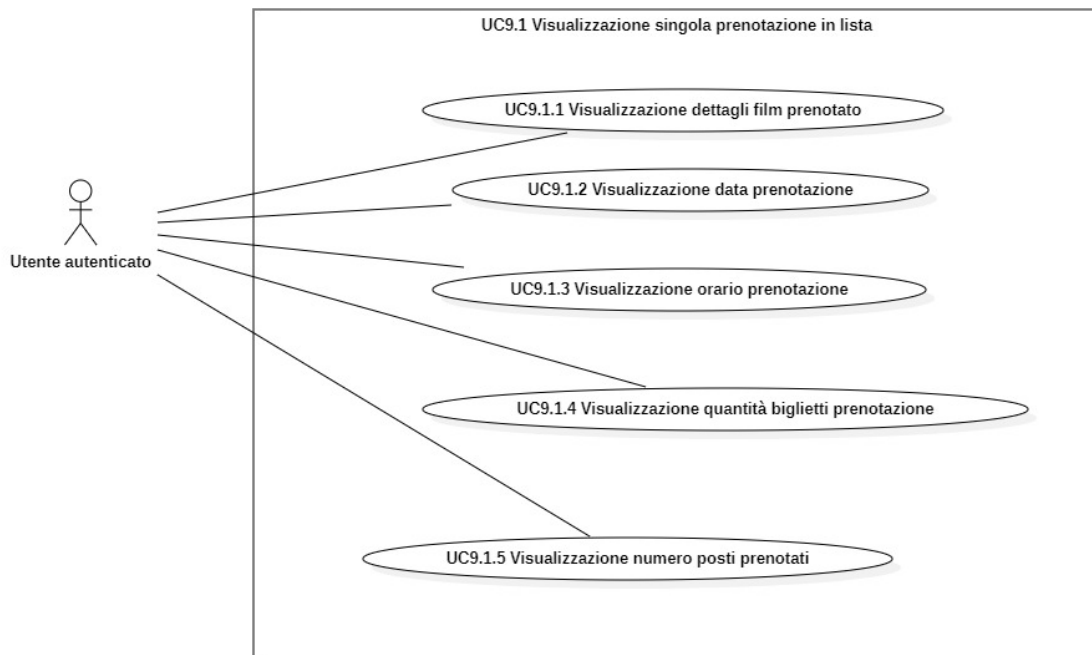 UC9.1 Visualizzazione singola prenotazione in lista
UC9.1.1 Visualizzazione dettagli film prenotato
UC9.1.2 Visualizzazione data prenotazione
Utente autenticato
UC9.1.3 Visualizzazione orario prenotazione
UC9.1.4 Visualizzazione quantità biglietti prenotazione
UC9.1.5 Visualizzazione numero posti prenotati